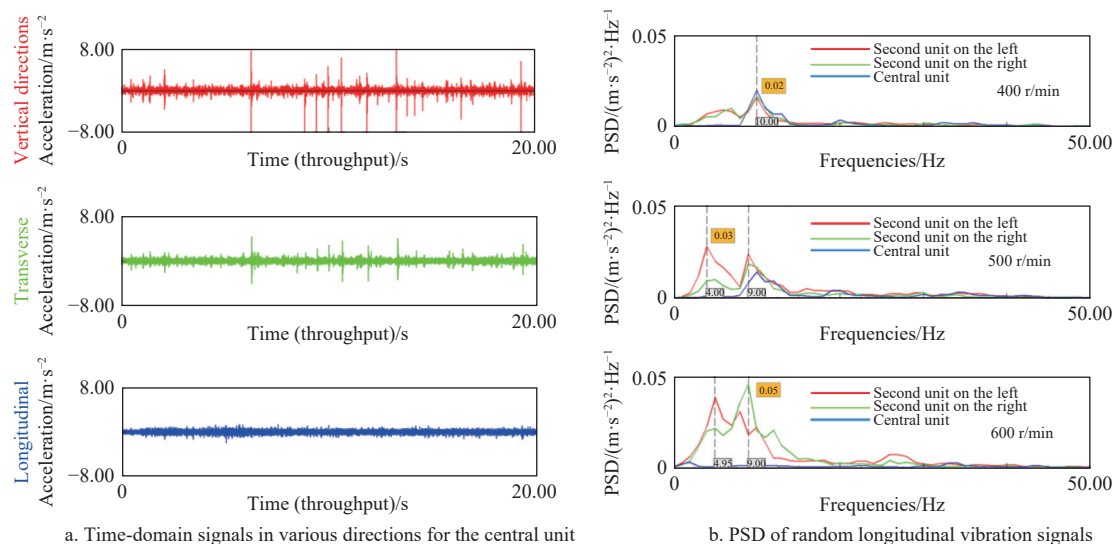 Vertical directions
Acceleration/m·s⁻²
8.00
−8.00
0
20.00
Time (throughput)/s
Transverse
Acceleration/m·s⁻²
8.00
−8.00
0
20.00
Time (throughput)/s
Longitudinal
Acceleration/m·s⁻²
8.00
−8.00
0
20.00
Time (throughput)/s
a. Time-domain signals in various directions for the central unit
PSD/(m·s⁻²)²·Hz⁻¹
0.05
0
Second unit on the left
Second unit on the right
Central unit
400 r/min
0.02
10.00
50.00
Frequencies/Hz
PSD/(m·s⁻²)²·Hz⁻¹
0.05
0
Second unit on the left
Second unit on the right
Central unit
500 r/min
0.03
4.00
9.00
0
50.00
Frequencies/Hz
PSD/(m·s⁻²)²·Hz⁻¹
0.05
0
Second unit on the left
Second unit on the right
Central unit
600 r/min
0.05
4.95
9.00
0
50.00
Frequencies/Hz
b. PSD of random longitudinal vibration signals